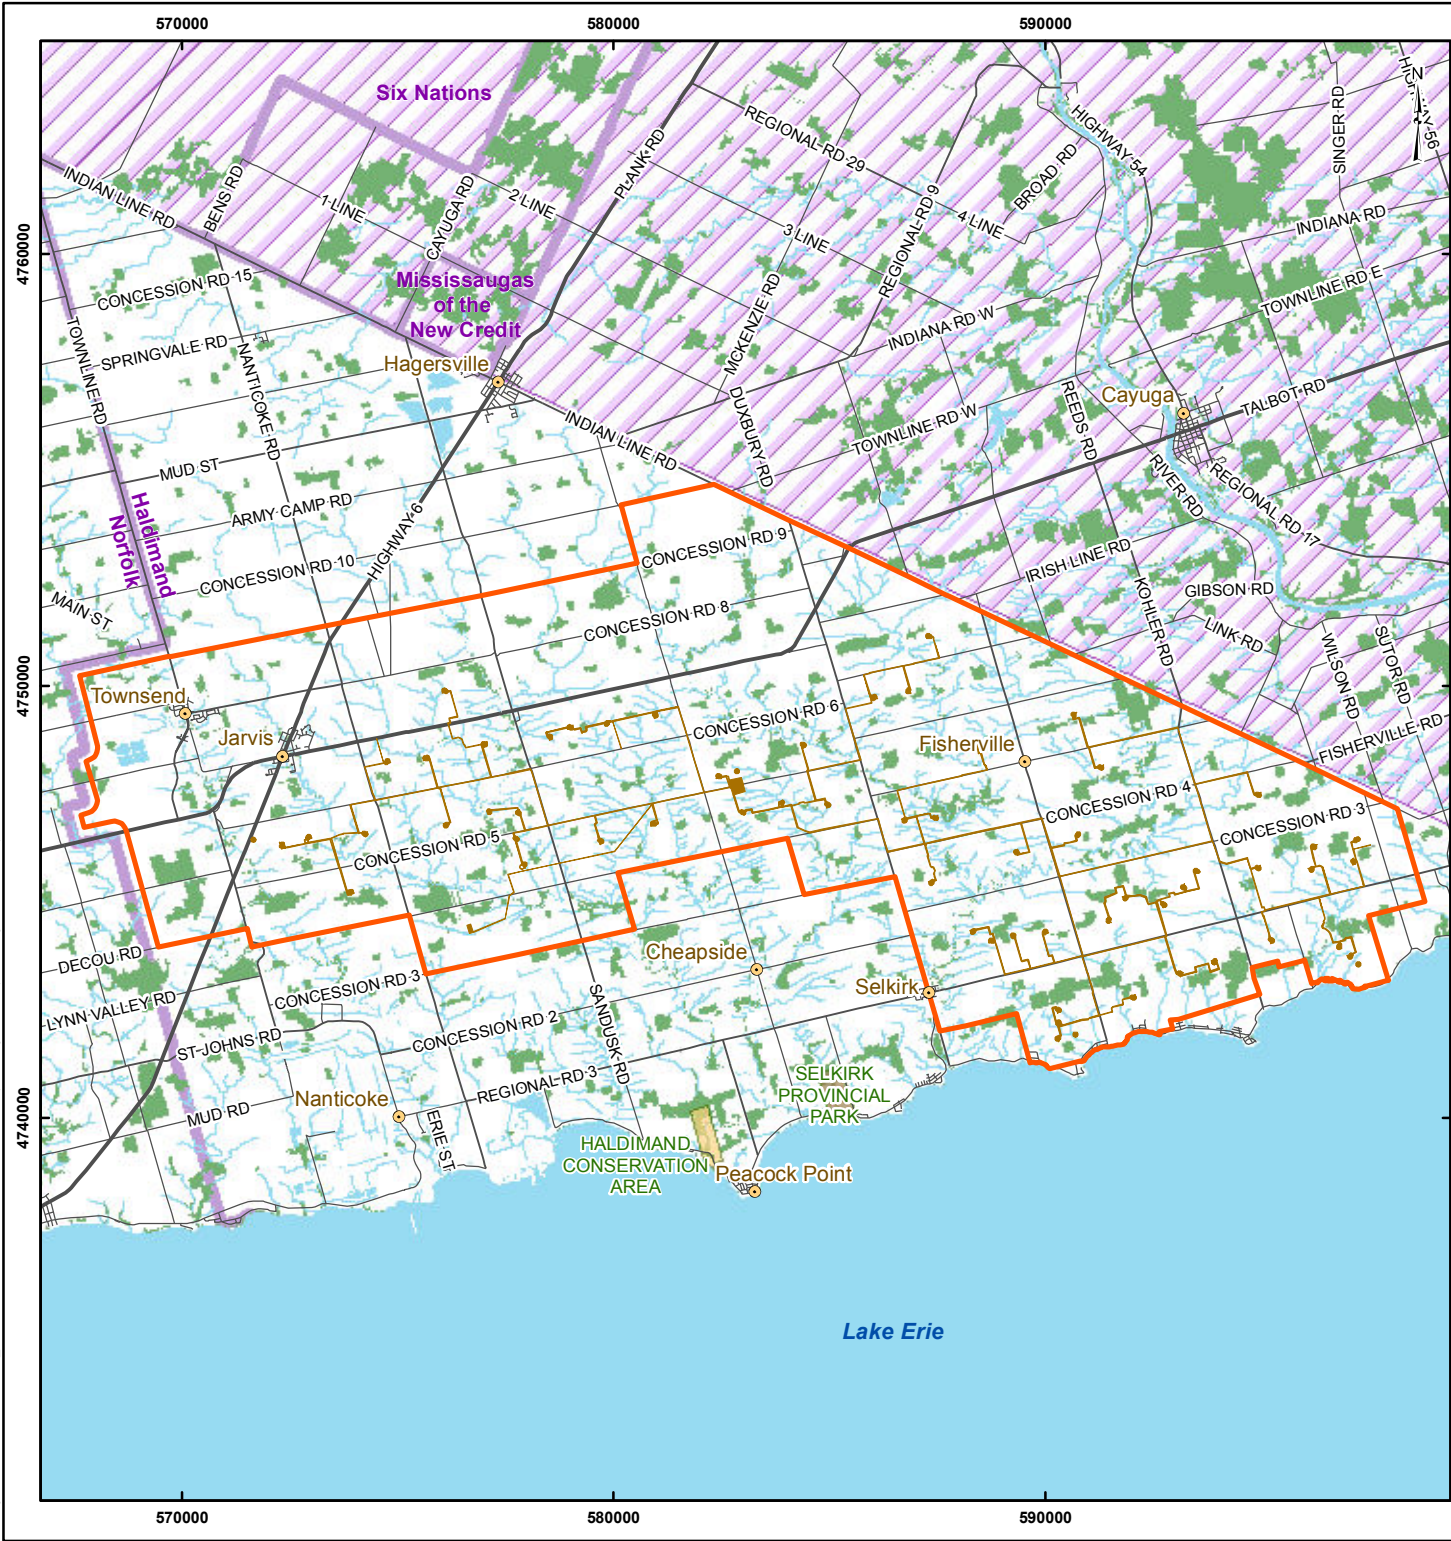 570000
580000
590000
Six Nations
HIGHWAY 56
N
SINGER RD
HIGHWAY 54
REGIONAL RD 29
PLANK RD
BROAD RD
INDIAN LINE RD
BENS RD
1 LINE
CAYUGA RD
2 LINE
REGIONAL RD 9
4 LINE
3 LINE
INDIANA RD
4760000
CONCESSION RD 15
Mississaugas
of the
New Credit
MCKENZIE RD
TOWNLINE RD E
INDIANA RD W
SPRINGVALE RD
TOWNLINE RD
NANTICOKE RD
Hagersville
DUXBURY RD
REEDS RD
Cayuga
TALBOT RD
INDIAN LINE RD
TOWNLINE RD W
MUD ST
ARMY CAMP RD
RIVER RD
REGIONAL RD 17
Haldimand
Norfolk
HIGHWAY 6
CONCESSION RD 9
IRISH LINE RD
CONCESSION RD 10
KOHLER RD
GIBSON RD
MAIN ST
CONCESSION RD 8
LINK RD
WILSON RD
SUTOR RD
4750000
Townsend
Jarvis
CONCESSION RD 6
Fisherville
FISHERVILLE RD
CONCESSION RD 4
CONCESSION RD 3
CONCESSION RD 5
DECOU RD
Cheapside
CONCESSION RD 3
Selkirk
LYNN VALLEY RD
ST JOHNS RD
CONCESSION RD 2
SANDUSK RD
REGIONAL RD 3
SELKIRK
PROVINCIAL
PARK
Nanticoke
4740000
MUD RD
ERIE ST
HALDIMAND
CONSERVATION
AREA
Peacock Point
Lake Erie
570000
580000
590000